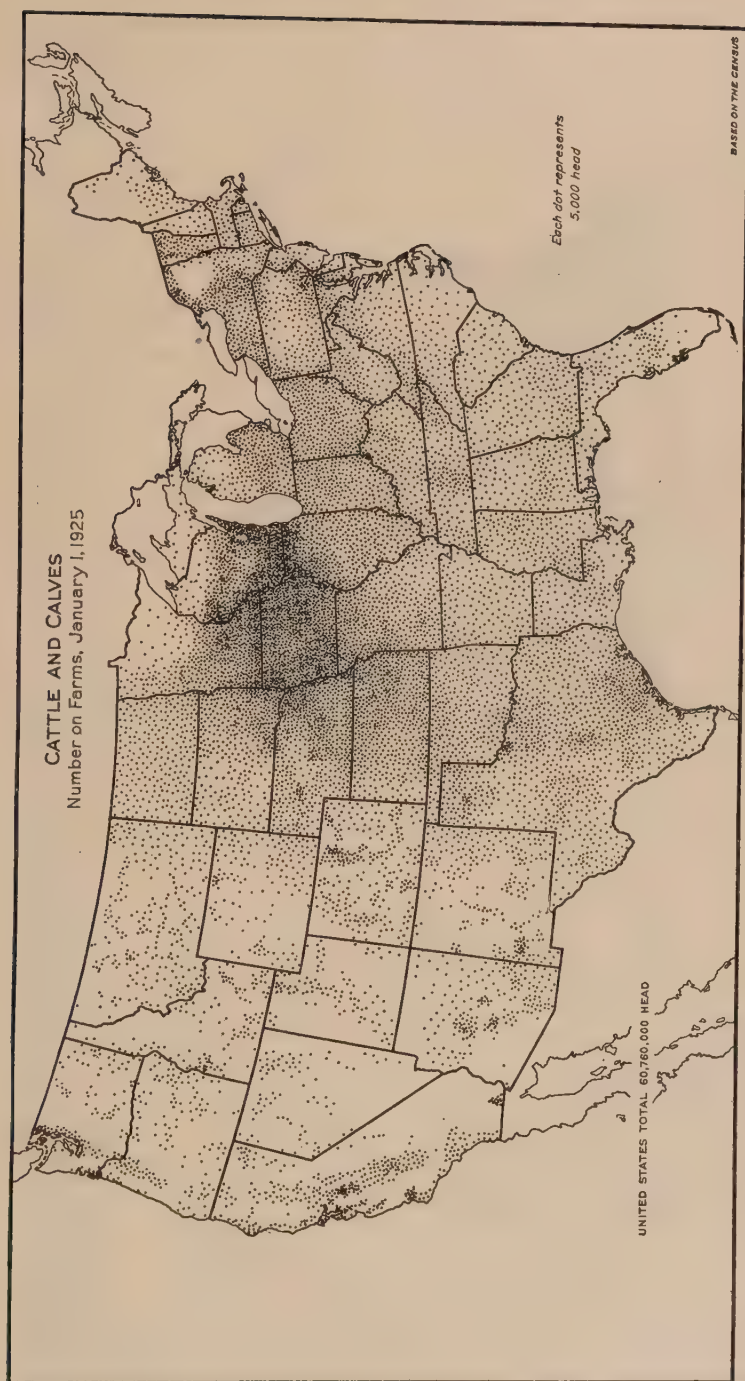 CATTLE AND CALVES
Number on Farms, January 1, 1925
Each dot represents
5,000 head
UNITED STATES TOTAL 60,760,000 HEAD
BASED ON THE CENSUS